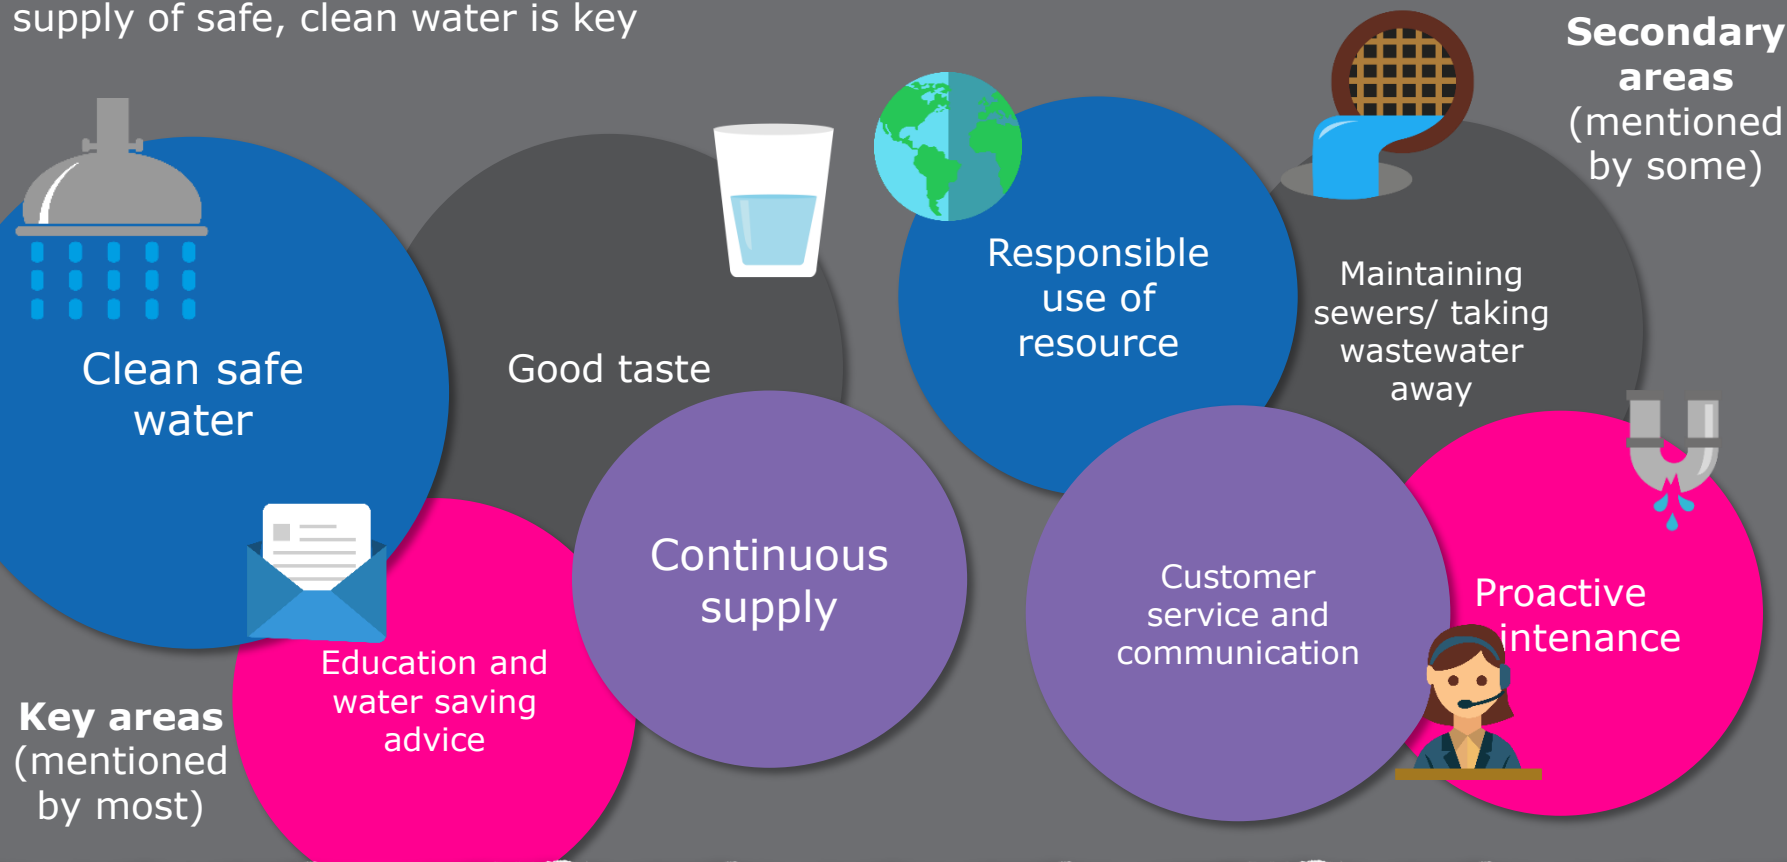 supply of safe, clean water is key
Secondary
areas
(mentioned
by some)
Clean safe
water
Good taste
Responsible
use of
resource
Maintaining
sewers/ taking
wastewater
away
Education and
water saving
advice
Continuous
supply
Customer
service and
communication
Proactive
intenance
Key areas
(mentioned
by most)